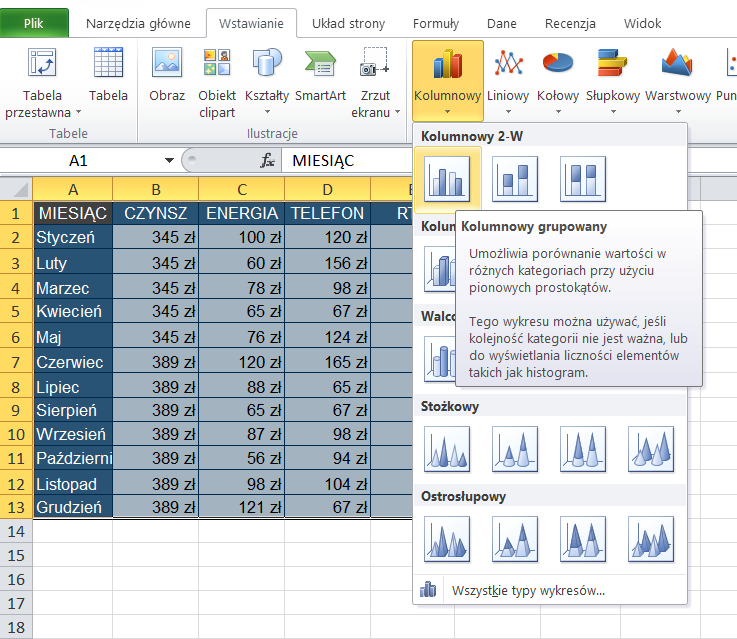 Plik Narzędzia główne Wstawianie Układ strony Formuły Dane Recenzja Widok
Tabela przestawna Tabela Obraz Obiekt clipart Kształty SmartArt Zrzut ekranu Kolumnowy Liniowy Kołowy Słupkowy Warstwowy
Tabele Ilustracje
A1 fx MIESIĄC
A B C D
1 MIESIĄC CZYNSZ ENERGIA TELEFON
2 Styczeń 345 zł 100 zł 120 zł
3 Luty 345 zł 60 zł 156 zł
4 Marzec 345 zł 78 zł 98 zł
5 Kwiecień 345 zł 65 zł 67 zł
6 Maj 345 zł 76 zł 124 zł
7 Czerwiec 389 zł 120 zł 165 zł
8 Lipiec 389 zł 88 zł 65 zł
9 Sierpień 389 zł 65 zł 67 zł
10 Wrzesień 389 zł 87 zł 98 zł
11 Październi 389 zł 56 zł 94 zł
12 Listopad 389 zł 98 zł 104 zł
13 Grudzień 389 zł 121 zł 67 zł
14
15
16
17
18
Kolumnowy 2-W
Kolumnowy grupowany
Umożliwia porównanie wartości w
różnych kategoriach przy użyciu
pionowych prostokątów.
Tego wykresu można używać, jeśli
kolejność kategorii nie jest ważna, lub
do wyświetlania liczności elementów
takich jak histogram.
Stożkowy
Ostrosłupowy
Wszystkie typy wykresów...